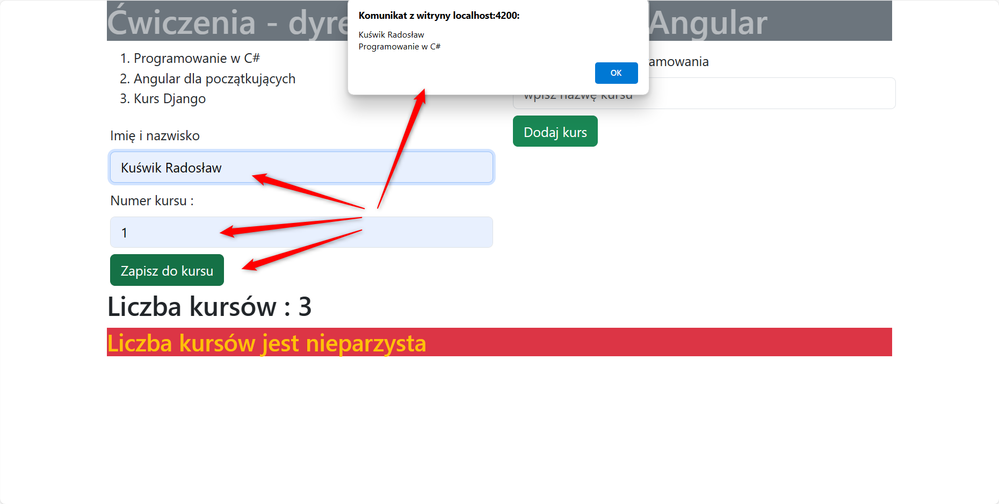 Ćwiczenia - dyre
Angular
Komunikat z witryny localhost:4200:
Kuświk Radosław
Programowanie w C#
OK
1. Programowanie w C#
2. Angular dla początkujących
3. Kurs Django
amowania
wpisz nazwę kursu
Dodaj kurs
Imię i nazwisko
Kuświk Radosław
Numer kursu :
1
Zapisz do kursu
Liczba kursów : 3
Liczba kursów jest nieparzysta